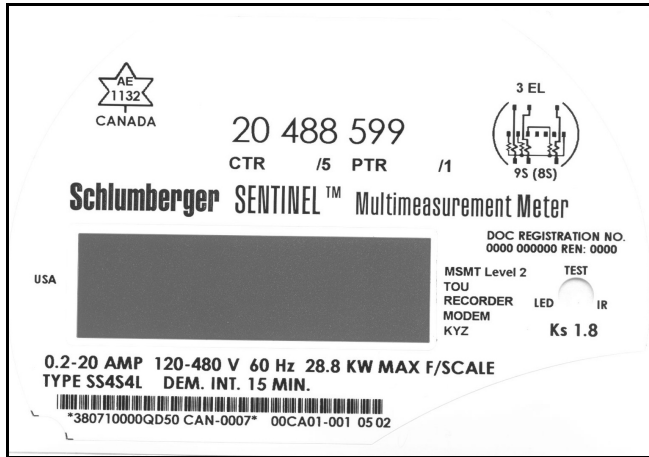 AE
1132
CANADA
3 EL
20 488 599
CTR /5 PTR /1
9S (8S)
Schlumberger SENTINEL™ Multimeasurement Meter
DOC REGISTRATION NO.
0000 000000 REN: 0000
USA
MSMT Level 2
TOU
RECORDER
MODEM
KYZ
TEST
LED IR
Ks 1.8
0.2-20 AMP 120-480 V 60 Hz 28.8 KW MAX F/SCALE
TYPE SS4S4L DEM. INT. 15 MIN.
*380710000QD50 CAN-0007* 00CA01-001 05 02